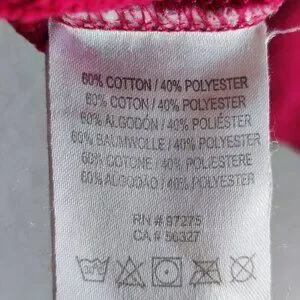 60% COTTON / 40% POLYESTER
60% COTON / 40% POLYESTER
60% ALGODÓN / 40% POLIÉSTER
60% BAUMWOLLE / 40% POLYESTER
60% COTONE / 40% POLIESTERE
60% ALGODÃO / 40% POLIÉSTER
RN # 97275
CA # 56327